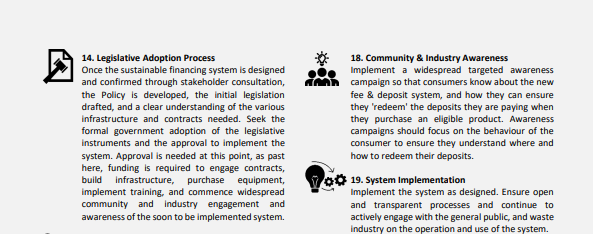 14. Legislative Adoption Process
Once the sustainable financing system is designed
and confirmed through stakeholder consultation,
the Policy is developed, the initial legislation
drafted, and a clear understanding of the various
infrastructure and contracts needed. Seek the
formal government adoption of the legislative
instruments and the approval to implement the
system. Approval is needed at this point, as past
here, funding is required to engage contracts,
build infrastructure, purchase equipment,
implement training, and commence widespread
community and industry engagement and
awareness of the soon to be implemented system.
18. Community & Industry Awareness
Implement a widespread targeted awareness
campaign so that consumers know about the new
fee & deposit system, and how they can ensure
they 'redeem' the deposits they are paying when
they purchase an eligible product. Awareness
campaigns should focus on the behaviour of the
consumer to ensure they understand where and
how to redeem their deposits.
19. System Implementation
Implement the system as designed. Ensure open
and transparent processes and continue to
actively engage with the general public, and waste
industry on the operation and use of the system.